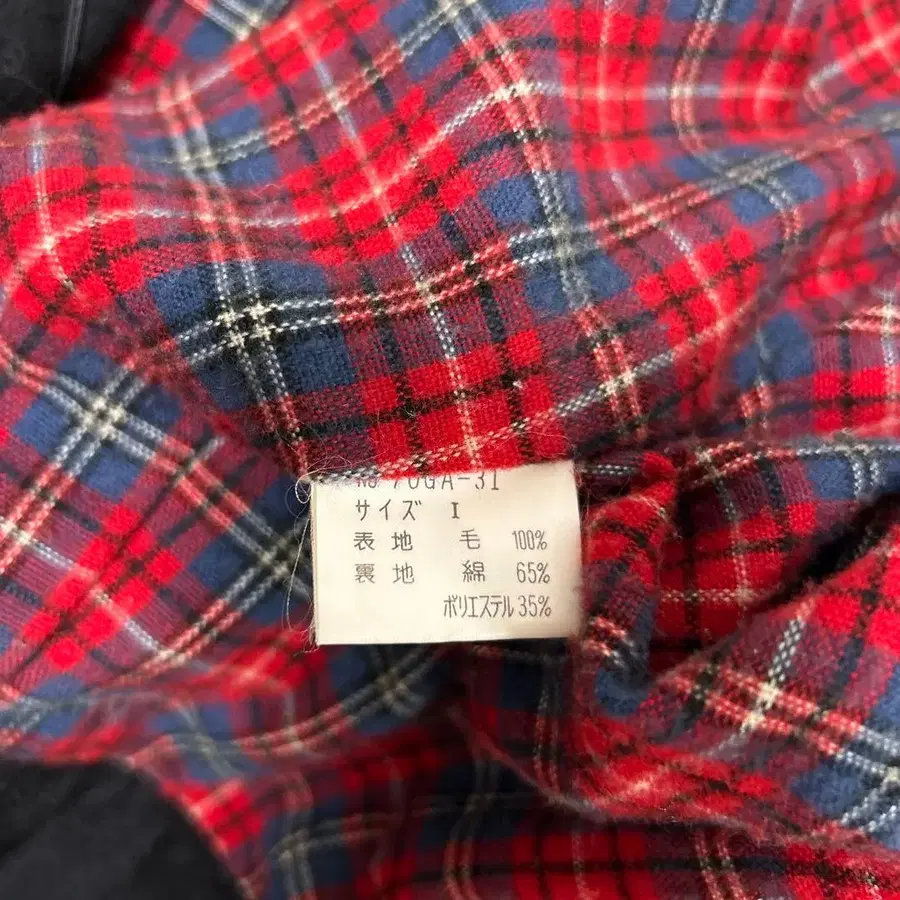 70GA-31
サイズ I
表地 毛 100%
裏地 綿 65%
ポリエステル 35%